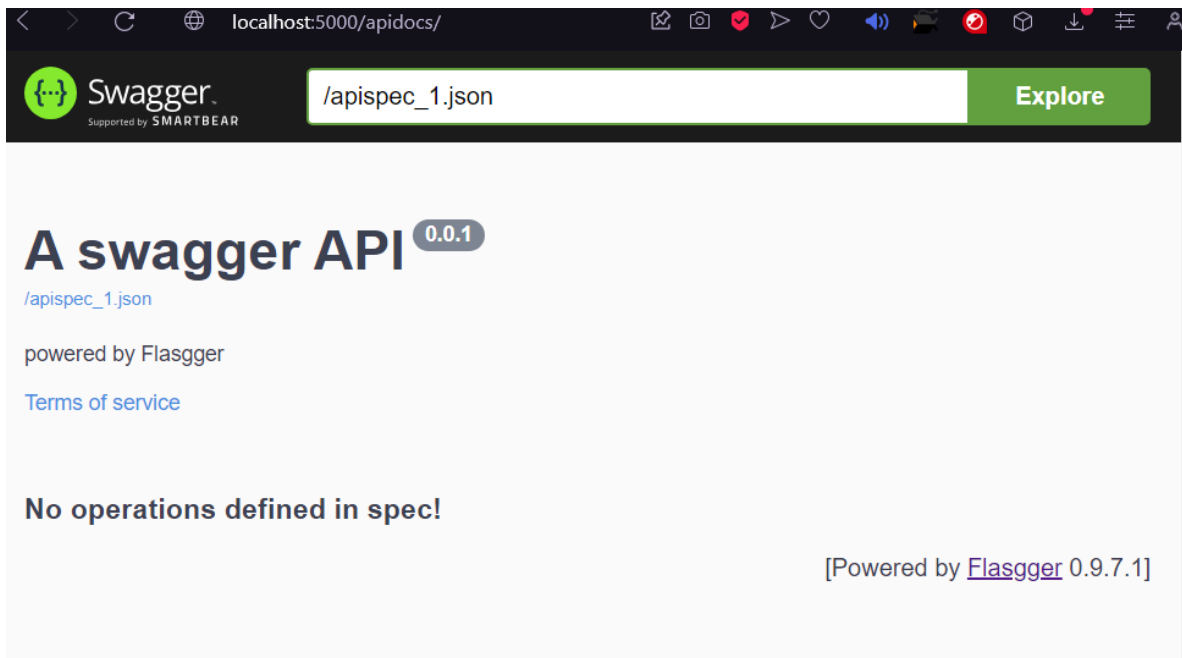 localhost:5000/apidocs/
{...} Swagger.
Supported by SMARTBEAR
/apispec_1.json
Explore
A swagger API 0.0.1
/apispec_1.json
powered by Flasgger
Terms of service
No operations defined in spec!
[Powered by Flasgger 0.9.7.1]